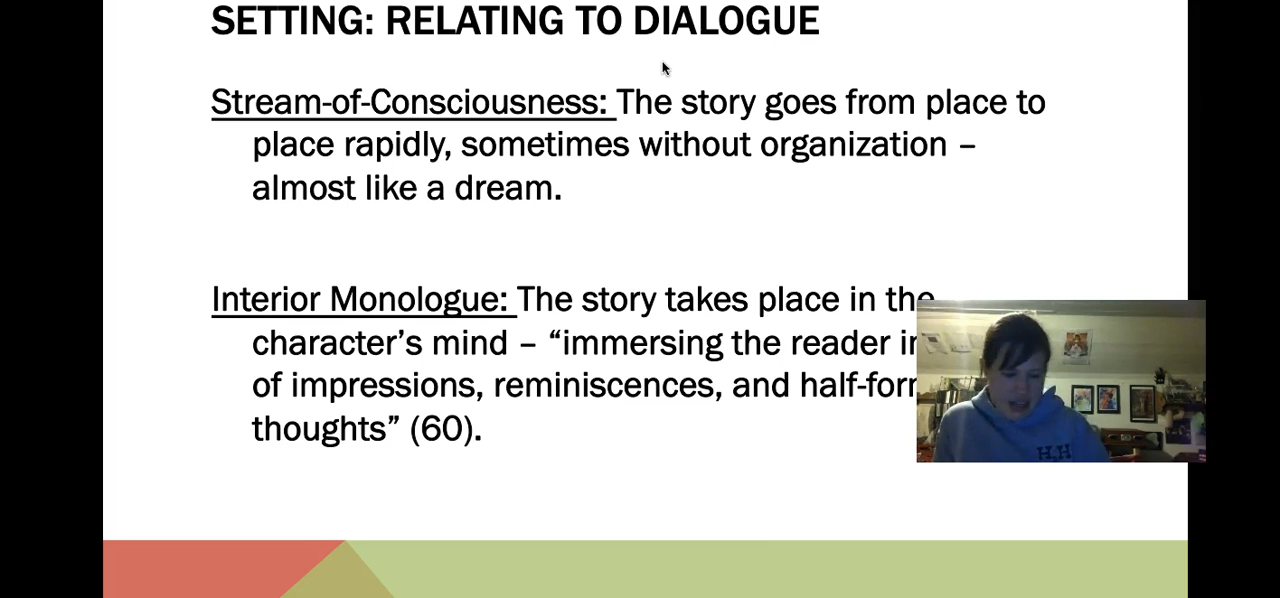 SETTING: RELATING TO DIALOGUE
Stream-of-Consciousness: The story goes from place to
place rapidly, sometimes without organization –
almost like a dream.
Interior Monologue: The story takes place in the
character’s mind – “immersing the reader
of impressions, reminiscences, and
thoughts” (60).
HH